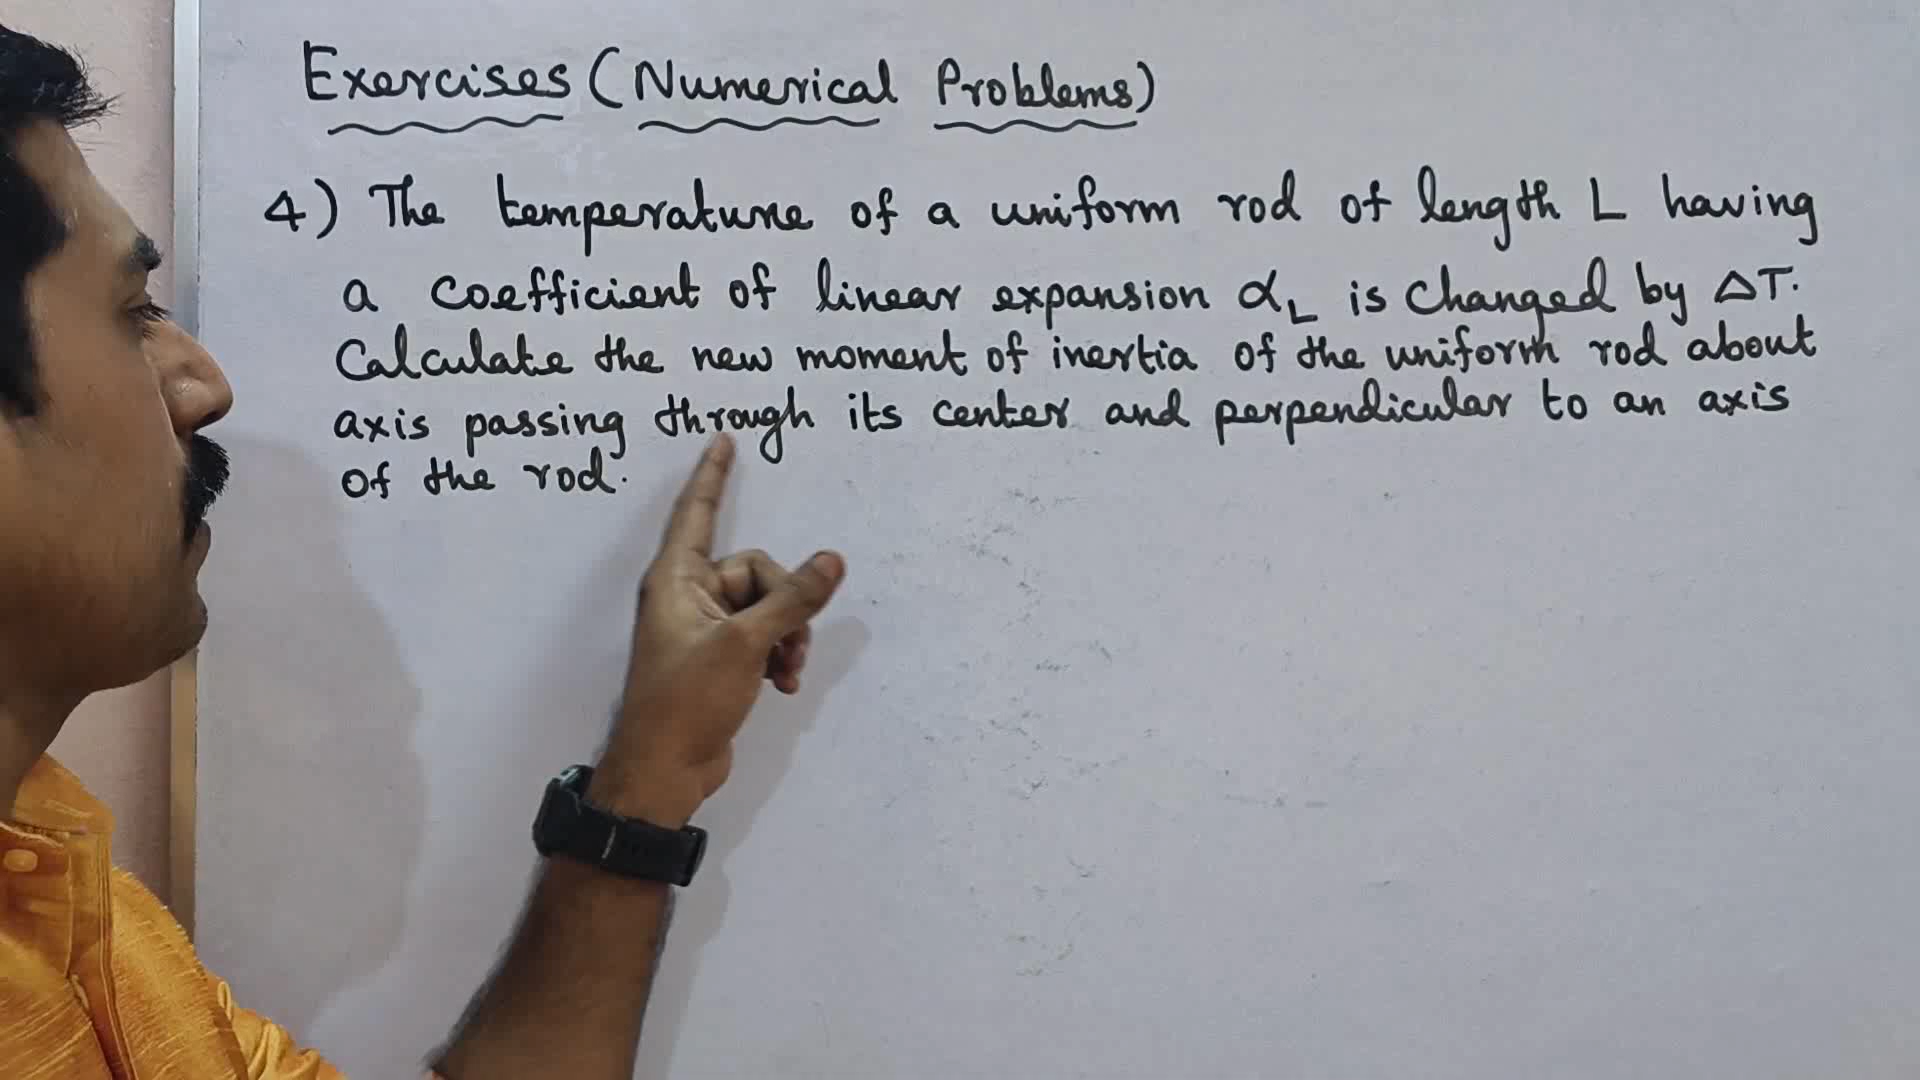 Exercises (Numerical Problems)
4) The temperature of a uniform rod of length L having
a coefficient of linear expansion αL is changed by ΔT.
Calculate the new moment of inertia of the uniform rod about
axis passing through its center and perpendicular to an axis
of the rod.